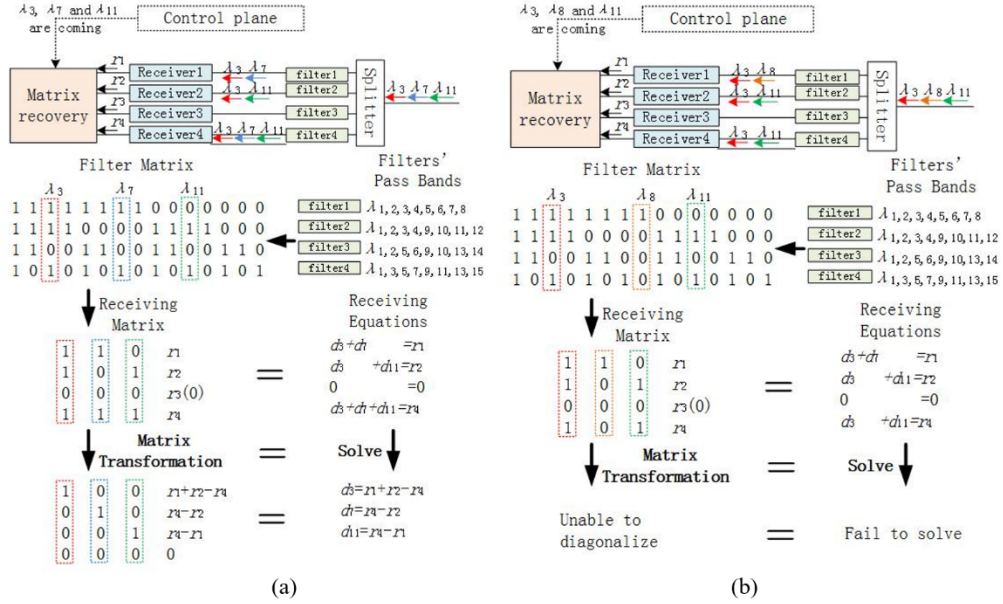 λ3, λ7 and λ11
are coming
Control plane
Matrix
recovery
r1
r2
r3
r4
Receiver1
Receiver2
Receiver3
Receiver4
λ3 λ7
λ3 λ11
λ3 λ7 λ11
filter1
filter2
filter3
filter4
Splitter
λ3 λ7 λ11
Filter Matrix
λ3 λ7 λ11
1 1 1 1 1 1 1 1 0 0 0 0 0 0 0
1 1 1 1 0 0 0 0 1 1 1 1 0 0 0
1 1 0 0 1 1 0 0 1 1 0 0 1 1 0
1 0 1 0 1 0 1 0 1 0 1 0 1 0 1
Filters'
Pass Bands
filter1 λ1,2,3,4,5,6,7,8
filter2 λ1,2,3,4,9,10,11,12
filter3 λ1,2,5,6,9,10,13,14
filter4 λ1,3,5,7,9,11,13,15
Receiving
Matrix
1 1 0 r1
1 0 1 r2
0 0 0 r3(0)
1 1 1 r4
=
Receiving
Equations
d3+d7 =r1
d3 +d11=r2
0 =0
d3+d7+d11=r4
Matrix
Transformation
=
Solve
1 0 0 r1+r2-r4
0 1 0 r4-r2
0 0 1 r4-r1
0 0 0 0
=
d3=r1+r2-r4
d7=r4-r2
d11=r4-r1
(a)
λ3, λ8 and λ11
are coming
Control plane
Matrix
recovery
r1
r2
r3
r4
Receiver1
Receiver2
Receiver3
Receiver4
λ3 λ8
λ3 λ11
λ3 λ11
filter1
filter2
filter3
filter4
Splitter
λ3 λ8 λ11
Filter Matrix
λ3 λ8 λ11
1 1 1 1 1 1 1 1 0 0 0 0 0 0 0
1 1 1 1 0 0 0 0 1 1 1 1 0 0 0
1 1 0 0 1 1 0 0 1 1 0 0 1 1 0
1 0 1 0 1 0 1 0 1 0 1 0 1 0 1
Filters'
Pass Bands
filter1 λ1,2,3,4,5,6,7,8
filter2 λ1,2,3,4,9,10,11,12
filter3 λ1,2,5,6,9,10,13,14
filter4 λ1,3,5,7,9,11,13,15
Receiving
Matrix
1 1 0 r1
1 0 1 r2
0 0 0 r3(0)
1 0 1 r4
=
Receiving
Equations
d3+d7 =r1
d3 +d11=r2
0 =0
d3 +d11=r4
Matrix
Transformation
=
Solve
Unable to
diagonalize
=
Fail to solve
(b)